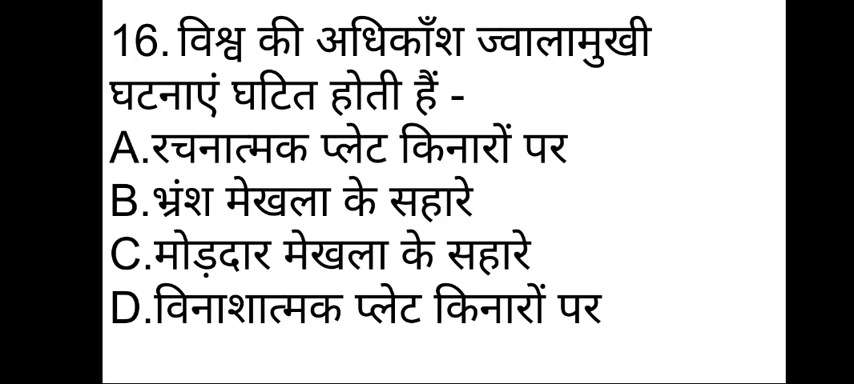 16. विश्व की अधिकाँश ज्वालामुखी
घटनाएं घटित होती हैं -
A.रचनात्मक प्लेट किनारों पर
B.भ्रंश मेखला के सहारे
C.मोड़दार मेखला के सहारे
D.विनाशात्मक प्लेट किनारों पर